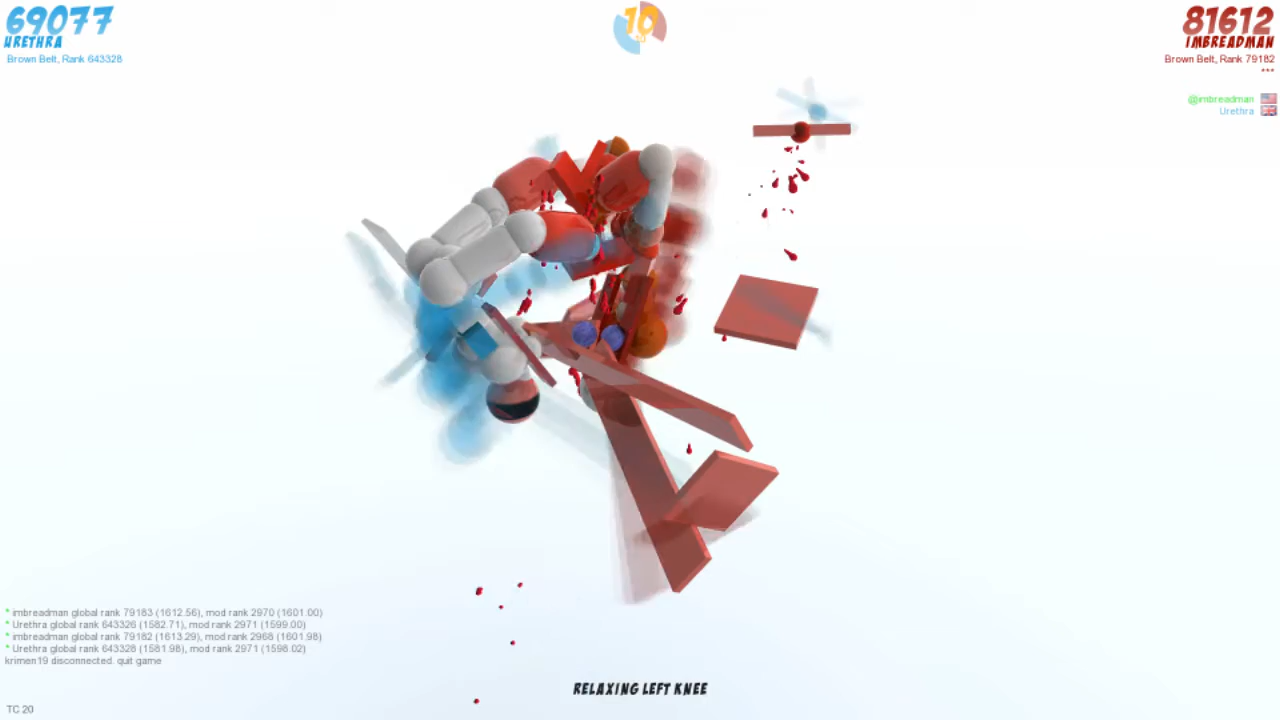 69077
URETHRA
Brown Belt, Rank 643328
10
81612
IMBREADMAN
Brown Belt, Rank 79182
***
@imbreadman
Urethra
* imbreadman global rank 79183 (1612.56), mod rank 2970 (1601.00)
* Urethra global rank 643326 (1582.71), mod rank 2971 (1599.00)
* imbreadman global rank 79182 (1613.29), mod rank 2968 (1601.98)
* Urethra global rank 643328 (1581.98), mod rank 2971 (1598.02)
krimen19 disconnected. quit game
RELAXING LEFT KNEE
TC 20